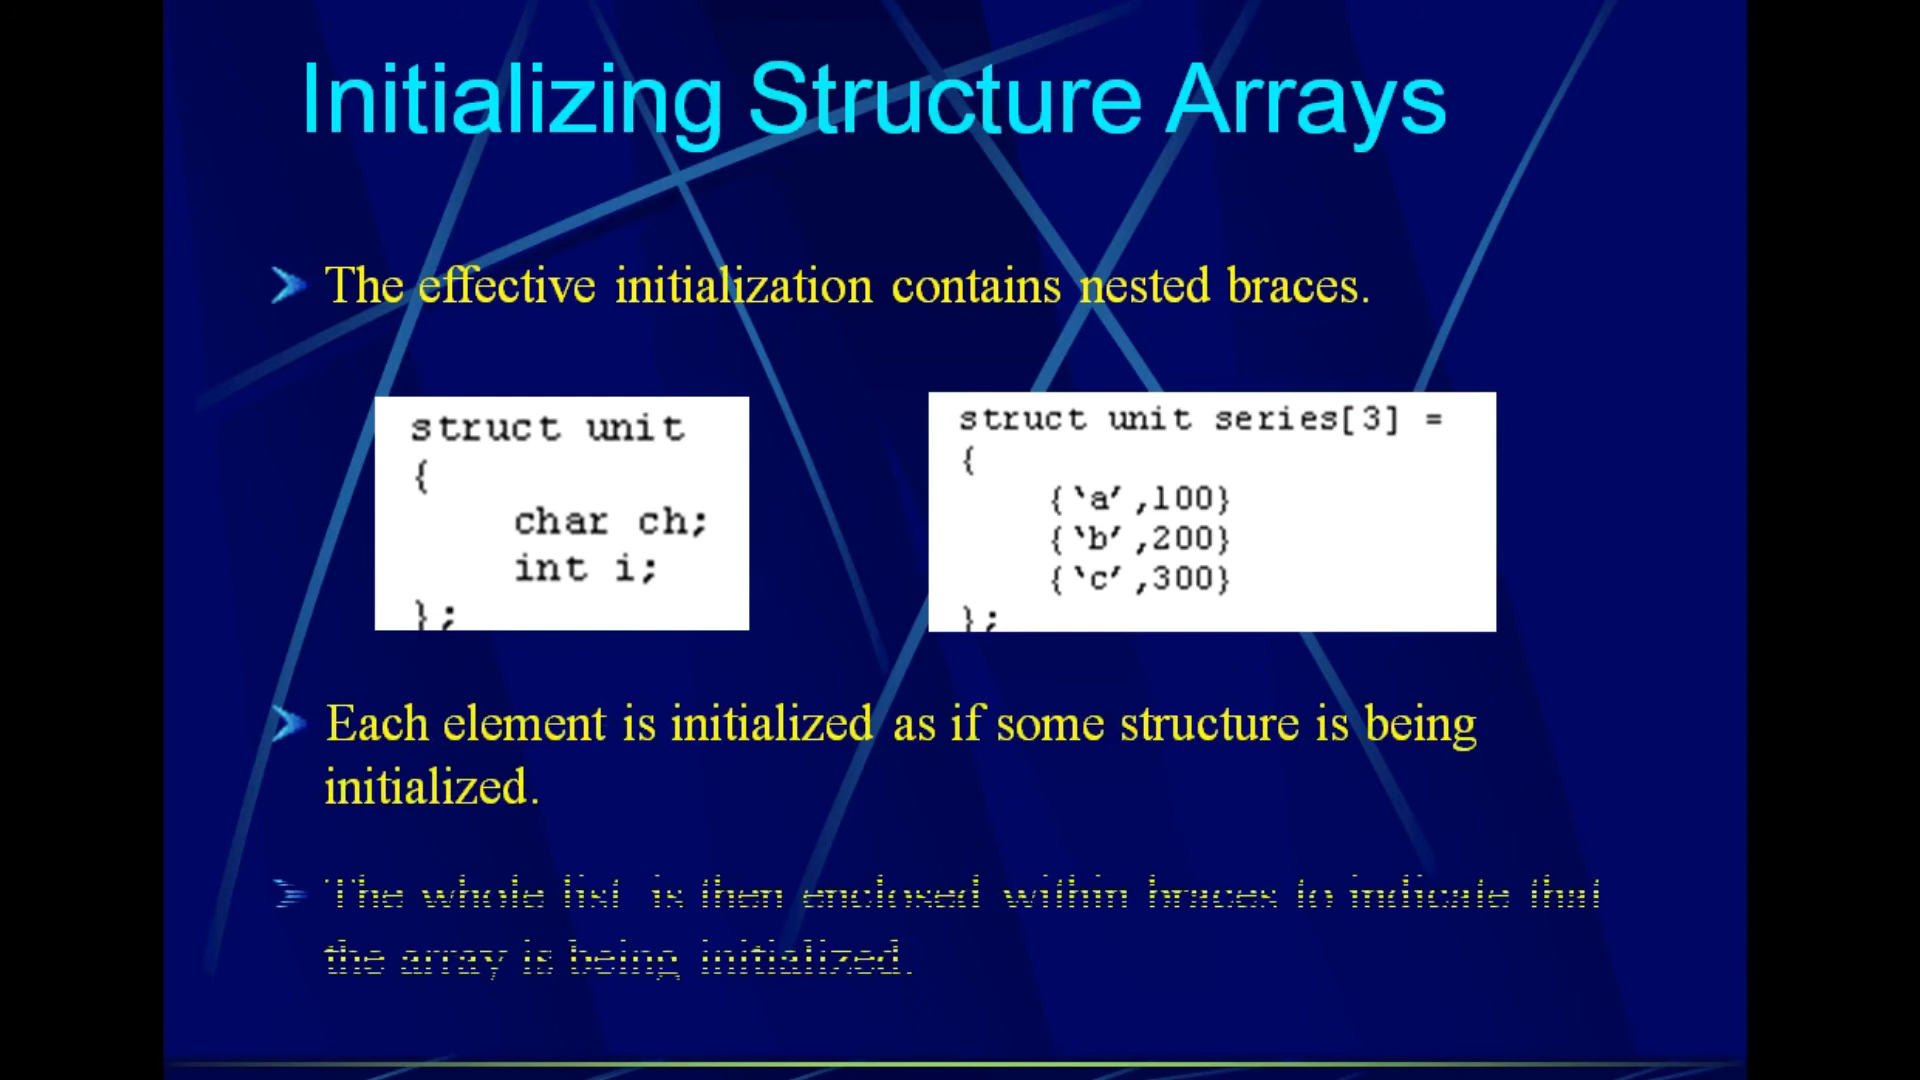 Initializing Structure Arrays
The effective initialization contains nested braces.
struct unit
{
char ch;
int i;
};
struct unit series[3] =
{
{‘a’,100}
{‘b’,200}
{‘c’,300}
};
Each element is initialized as if some structure is being
initialized.
The whole list is then enclosed within braces to indicate that
the array is being initialized.